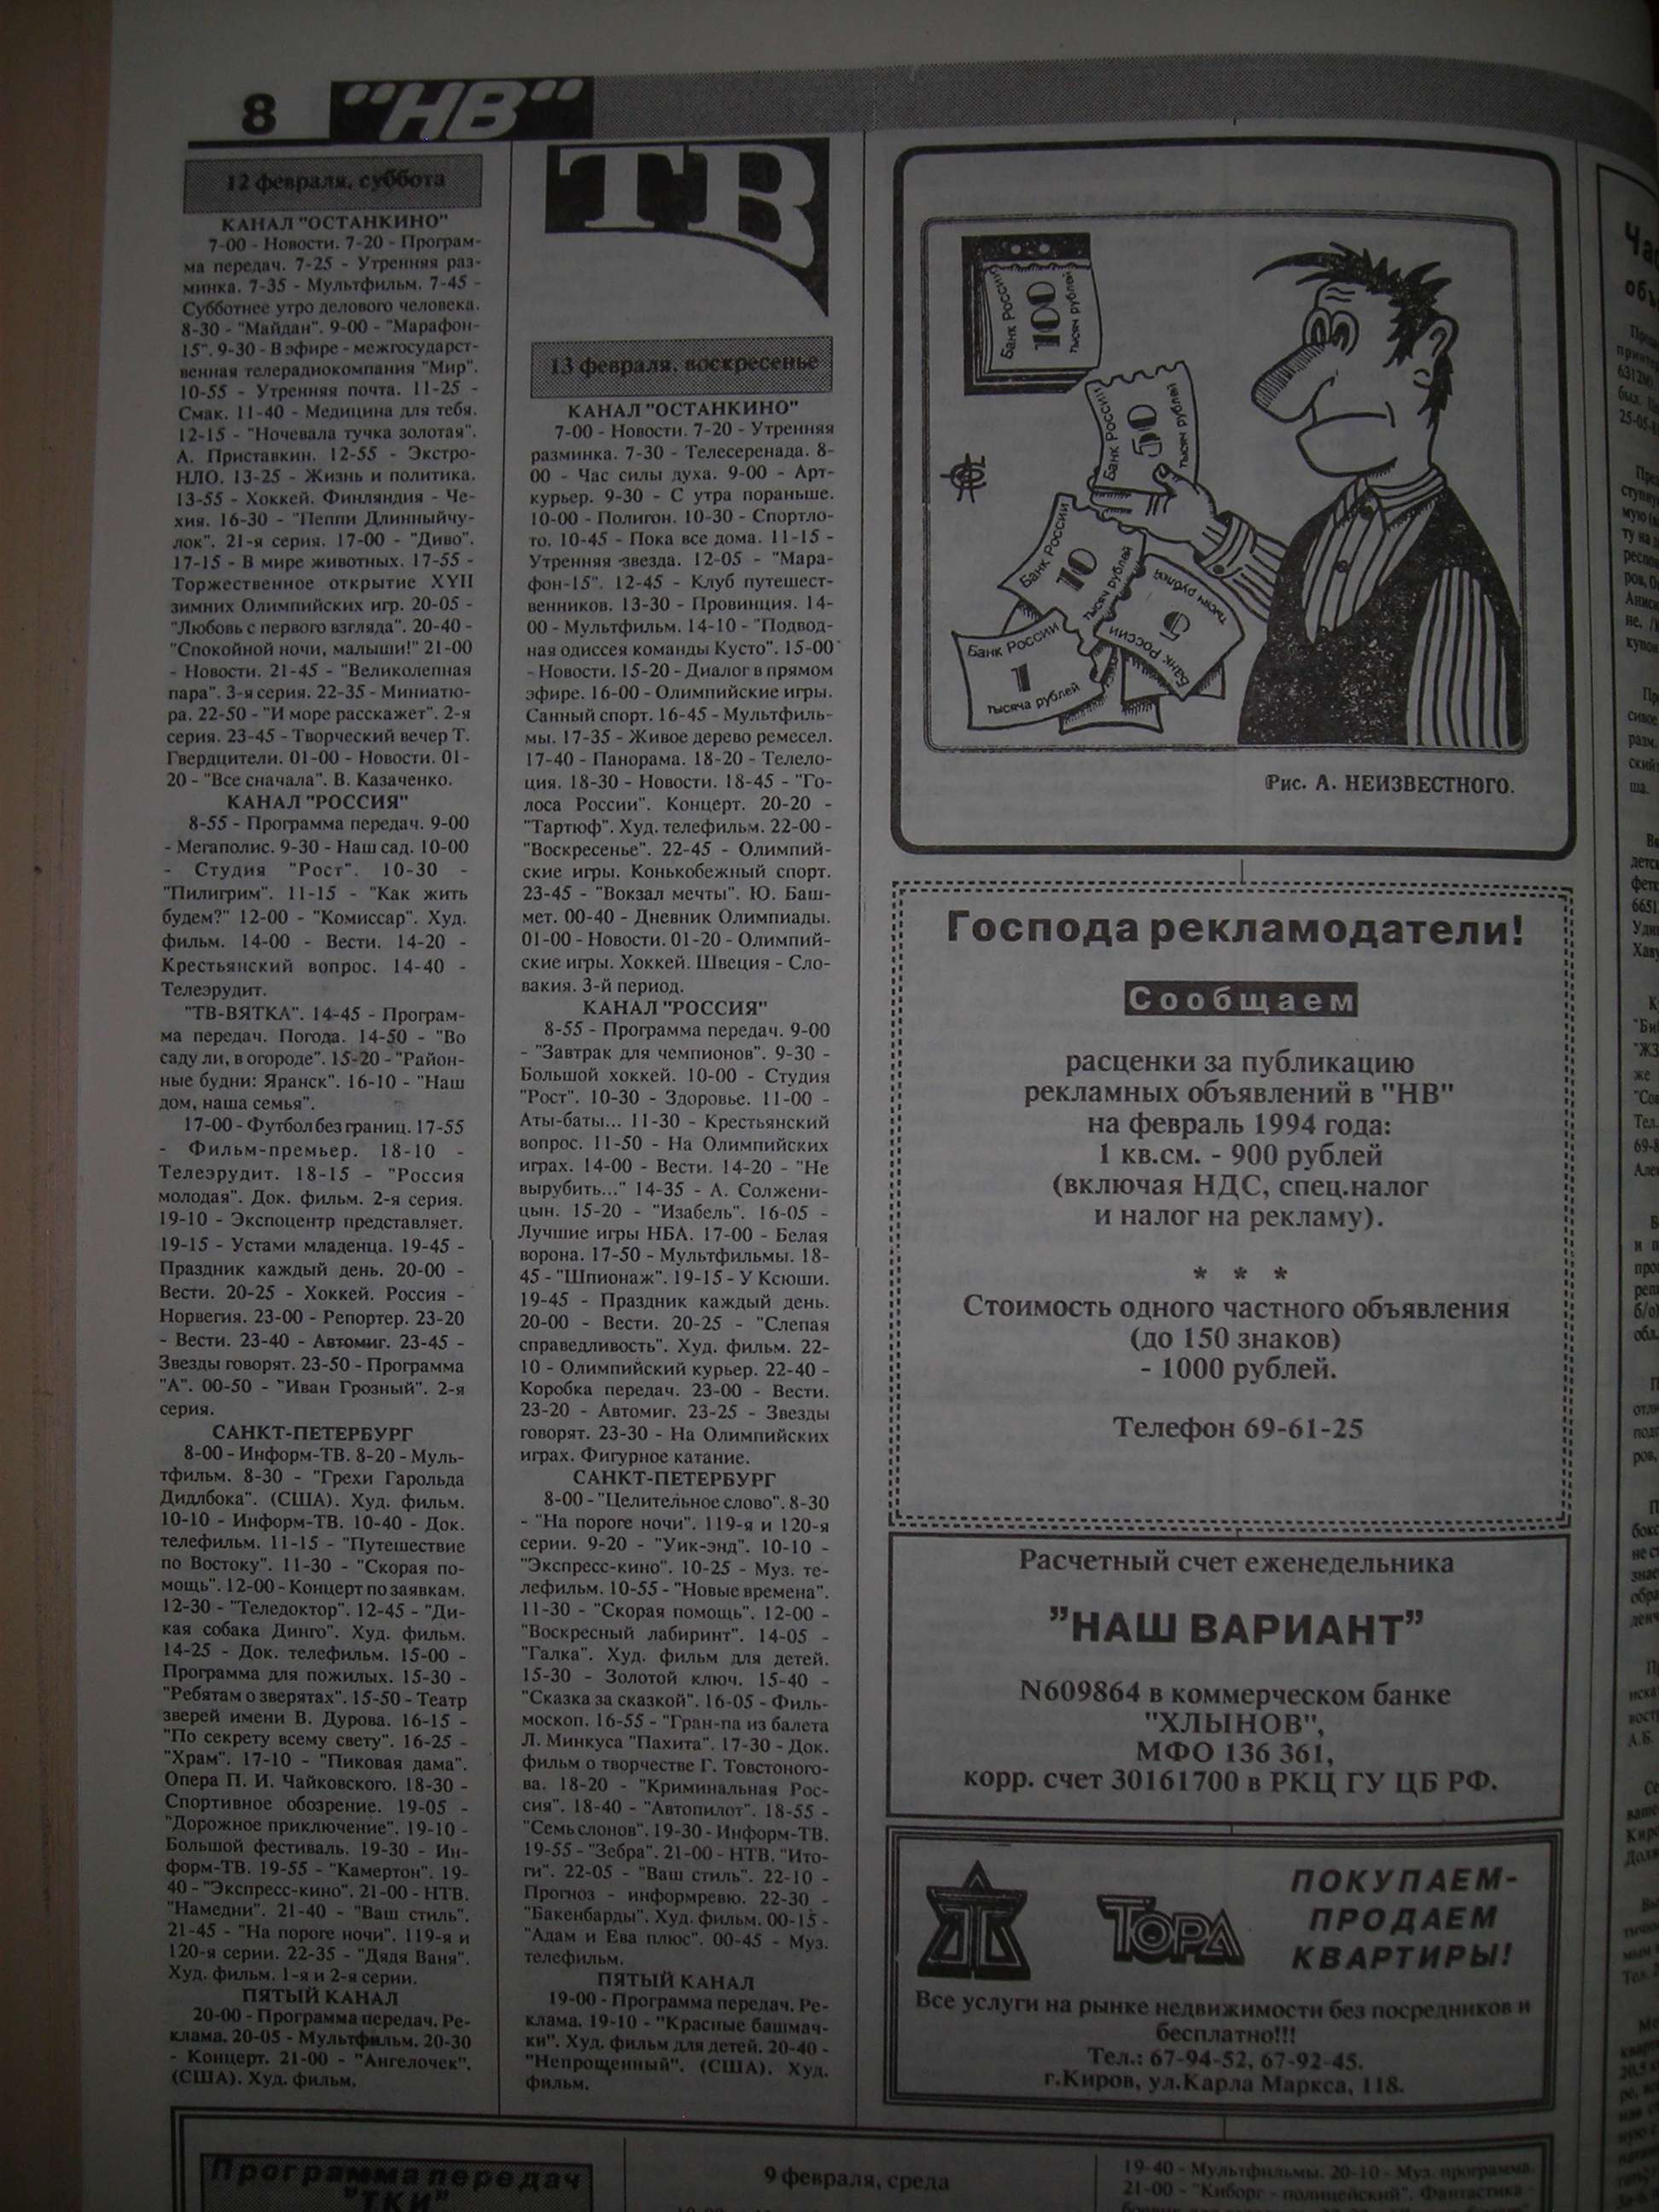 8 "НВ"
12 февраля, суббота
КАНАЛ "ОСТАНКИНО"
7-00 - Новости. 7-20 - Програм-
ма передач. 7-25 - Утренняя раз-
минка. 7-35 - Мультфильм. 7-45 -
Субботнее утро делового человека.
8-30 - "Майдан". 9-00 - "Марафон-
15". 9-30 - В эфире - межгосударст-
венная телерадиокомпания "Мир".
10-55 - Утренняя почта. 11-25 -
Смак. 11-40 - Медицина для тебя.
12-15 - "Ночевала тучка золотая".
А. Приставкин. 12-55 - Экстро-
НЛО. 13-25 - Жизнь и политика.
13-55 - Хоккей. Финляндия - Че-
хия. 16-30 - "Пеппи Длинныйчу-
лок". 21-я серия. 17-00 - "Диво".
17-15 - В мире животных. 17-55 -
Торжественное открытие XYII
зимних Олимпийских игр. 20-05 -
"Любовь с первого взгляда". 20-40 -
"Спокойной ночи, малыши!" 21-00
- Новости. 21-45 - "Великолепная
пара". 3-я серия. 22-35 - Миниатю-
ра. 22-50 - "И море расскажет". 2-я
серия. 23-45 - Творческий вечер Т.
Гвердцители. 01-00 - Новости. 01-
20 - "Все сначала". В. Казаченко.
КАНАЛ "РОССИЯ"
8-55 - Программа передач. 9-00
- Мегаполис. 9-30 - Наш сад. 10-00
- Студия "Рост". 10-30 -
"Пилигрим". 11-15 - "Как жить
будем?" 12-00 - "Комиссар". Худ.
фильм. 14-00 - Вести. 14-20 -
Крестьянский вопрос. 14-40 -
Телеэрудит.
"ТВ-ВЯТКА". 14-45 - Програм-
ма передач. Погода. 14-50 - "Во
саду ли, в огороде". 15-20 - "Район-
ные будни: Яранск". 16-10 - "Наш
дом, наша семья".
17-00 - Футбол без границ. 17-55
- Фильм-премьер. 18-10 -
Телеэрудит. 18-15 - "Россия
молодая". Док. фильм. 2-я серия.
19-10 - Экспоцентр представляет.
19-15 - Устами младенца. 19-45 -
Праздник каждый день. 20-00 -
Вести. 20-25 - Хоккей. Россия -
Норвегия. 23-00 - Репортер. 23-20
- Вести. 23-40 - Автомиг. 23-45 -
Звезды говорят. 23-50 - Программа
"А". 00-50 - "Иван Грозный". 2-я
серия.
САНКТ-ПЕТЕРБУРГ
8-00 - Информ-ТВ. 8-20 - Муль-
тфильм. 8-30 - "Грехи Гарольда
Дидлбока". (США). Худ. фильм.
10-10 - Информ-ТВ. 10-40 - Док.
телефильм. 11-15 - "Путешествие
по Востоку". 11-30 - "Скорая по-
мощь". 12-00 - Концерт по заявкам.
12-30 - "Теледоктор". 12-45 - "Ди-
кая собака Динго". Худ. фильм.
14-25 - Док. телефильм. 15-00 -
Программа для пожилых. 15-30 -
"Ребятам о зверятах". 15-50 - Театр
зверей имени В. Дурова. 16-15 -
"По секрету всему свету". 16-25 -
"Храм". 17-10 - "Пиковая дама".
Опера П. И. Чайковского. 18-30 -
Спортивное обозрение. 19-05 -
"Дорожное приключение". 19-10 -
Большой фестиваль. 19-30 - Ин-
форм-ТВ. 19-55 - "Камертон". 19-
40 - "Экспресс-кино". 21-00 - НТВ.
"Намедни". 21-40 - "Ваш стиль".
21-45 - "На пороге ночи". 119-я и
120-я серии. 22-35 - "Дядя Ваня".
Худ. фильм. 1-я и 2-я серии.
ПЯТЫЙ КАНАЛ
20-00 - Программа передач. Ре-
клама. 20-05 - Мультфильм. 20-30
- Концерт. 21-00 - "Ангелочек".
(США). Худ. фильм.
ТВ
13 февраля, воскресенье
КАНАЛ "ОСТАНКИНО"
7-00 - Новости. 7-20 - Утренняя
разминка. 7-30 - Телесеренада. 8-
00 - Час силы духа. 9-00 - Арт-
курьер. 9-30 - С утра пораньше.
10-00 - Полигон. 10-30 - Спортло-
то. 10-45 - Пока все дома. 11-15 -
Утренняя звезда. 12-05 - "Мара-
фон-15". 12-45 - Клуб путешест-
венников. 13-30 - Провинция. 14-
00 - Мультфильм. 14-10 - "Подвод-
ная одиссея команды Кусто". 15-00
- Новости. 15-20 - Диалог в прямом
эфире. 16-00 - Олимпийские игры.
Санный спорт. 16-45 - Мультфиль-
мы. 17-35 - Живое дерево ремесел.
17-40 - Панорама. 18-20 - Телело-
ция. 18-30 - Новости. 18-45 - "Го-
лоса России". Концерт. 20-20 -
"Тартюф". Худ. телефильм. 22-00 -
"Воскресенье". 22-45 - Олимпий-
ские игры. Конькобежный спорт.
23-45 - "Вокзал мечты". Ю. Баш-
мет. 00-40 - Дневник Олимпиады.
01-00 - Новости. 01-20 - Олимпий-
ские игры. Хоккей. Швеция - Сло-
вакия. 3-й период.
КАНАЛ "РОССИЯ"
8-55 - Программа передач. 9-00
- "Завтрак для чемпионов". 9-30 -
Большой хоккей. 10-00 - Студия
"Рост". 10-30 - Здоровье. 11-00 -
Аты-баты... 11-30 - Крестьянский
вопрос. 11-50 - На Олимпийских
играх. 14-00 - Вести. 14-20 - "Не
вырубить..." 14-35 - А. Солжени-
цын. 15-20 - "Изабель". 16-05 -
Лучшие игры НБА. 17-00 - Белая
ворона. 17-50 - Мультфильмы. 18-
45 - "Шпионаж". 19-15 - У Ксюши.
19-45 - Праздник каждый день.
20-00 - Вести. 20-25 - "Слепая
справедливость". Худ. фильм. 22-
10 - Олимпийский курьер. 22-40 -
Коробка передач. 23-00 - Вести.
23-20 - Автомиг. 23-25 - Звезды
говорят. 23-30 - На Олимпийских
играх. Фигурное катание.
САНКТ-ПЕТЕРБУРГ
8-00 - "Целительное слово". 8-30
- "На пороге ночи". 119-я и 120-я
серии. 9-20 - "Уик-энд". 10-10 -
"Экспресс-кино". 10-25 - Муз. те-
лефильм. 10-55 - "Новые времена".
11-30 - "Скорая помощь". 12-00 -
"Воскресный лабиринт". 14-05 -
"Галка". Худ. фильм для детей.
15-30 - Золотой ключ. 15-40 -
"Сказка за сказкой". 16-05 - Филь-
москоп. 16-55 - "Гран-па из балета
Л. Минкуса "Пахита". 17-30 - Док.
фильм о творчестве Г. Товстоного-
ва. 18-20 - "Криминальная Рос-
сия". 18-40 - "Автопилот". 18-55 -
"Семь слонов". 19-30 - Информ-ТВ.
19-55 - "Зебра". 21-00 - НТВ. "Ито-
ги". 22-05 - "Ваш стиль". 22-10 -
Прогноз - информревю. 22-30 -
"Бакенбарды". Худ. фильм. 00-15 -
"Адам и Ева плюс". 00-45 - Муз.
телефильм.
ПЯТЫЙ КАНАЛ
19-00 - Программа передач. Ре-
клама. 19-10 - "Красные башмач-
ки". Худ. фильм для детей. 20-40 -
"Непрощенный". (США). Худ.
фильм.
Банк России 100 тысяч рублей
Банк России 50 тысяч рублей
Банк России 10 тысяч рублей
Банк России 5 тысяч рублей
Банк России 1 тысяча рублей
Рис. А. НЕИЗВЕСТНОГО.
Господа рекламодатели!
Сообщаем
расценки за публикацию
рекламных объявлений в "НВ"
на февраль 1994 года:
1 кв.см. - 900 рублей
(включая НДС, спец.налог
и налог на рекламу).
* * *
Стоимость одного частного объявления
(до 150 знаков)
- 1000 рублей.
Телефон 69-61-25
Расчетный счет еженедельника
"НАШ ВАРИАНТ"
N609864 в коммерческом банке
"ХЛЫНОВ",
МФО 136 361,
корр. счет 30161700 в РКЦ ГУ ЦБ РФ.
ТОРА
ПОКУПАЕМ-
ПРОДАЕМ
КВАРТИРЫ!
Все услуги на рынке недвижимости без посредников и
бесплатно!!!
Тел.: 67-94-52, 67-92-45.
г.Киров, ул.Карла Маркса, 118.
Программа передач
"ТКИ"
9 февраля, среда
19-40 - Мультфильмы. 20-10 - Муз. программа.
21-00 - "Киборг - полицейский". Фантастика -